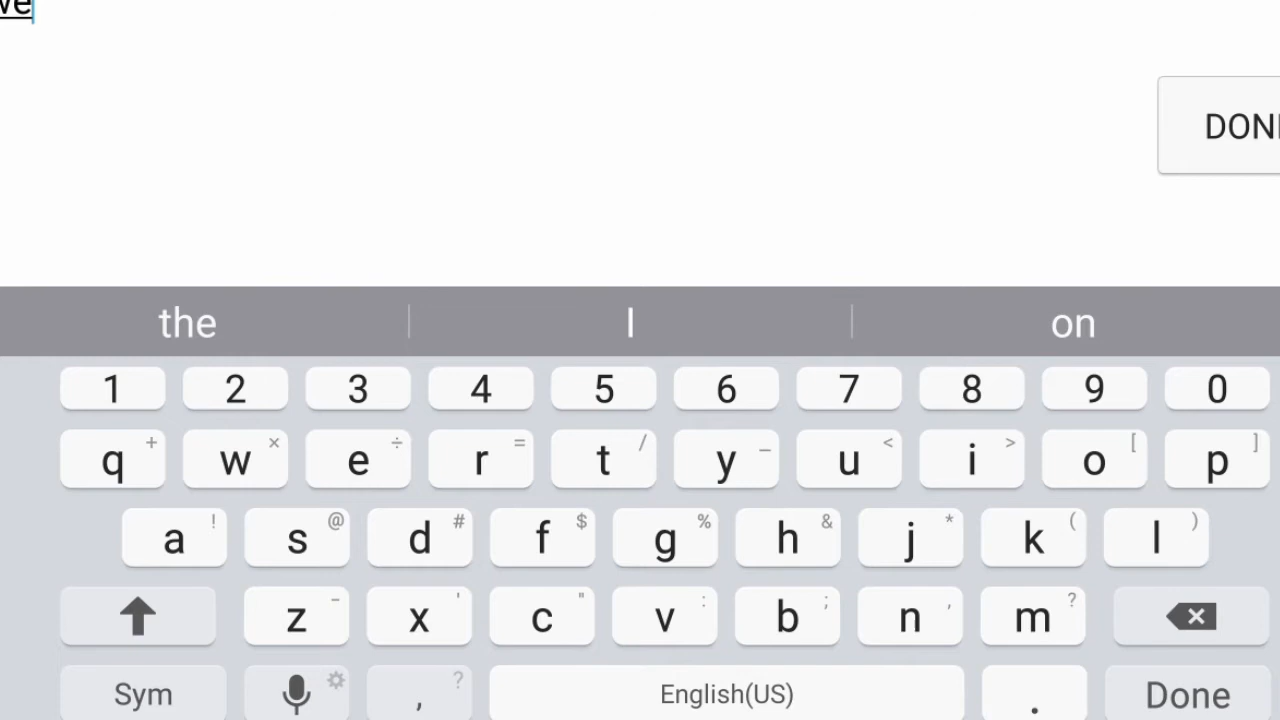 we
DONE
the I on
1 2 3 4 5 6 7 8 9 0
q + w × e ÷ r = t / y _ u < i > o [ p ]
a ! s @ d # f $ g % h & j * k ( l )
z - x ' c " v : b ; n , m ?
Sym , ? English(US) . Done